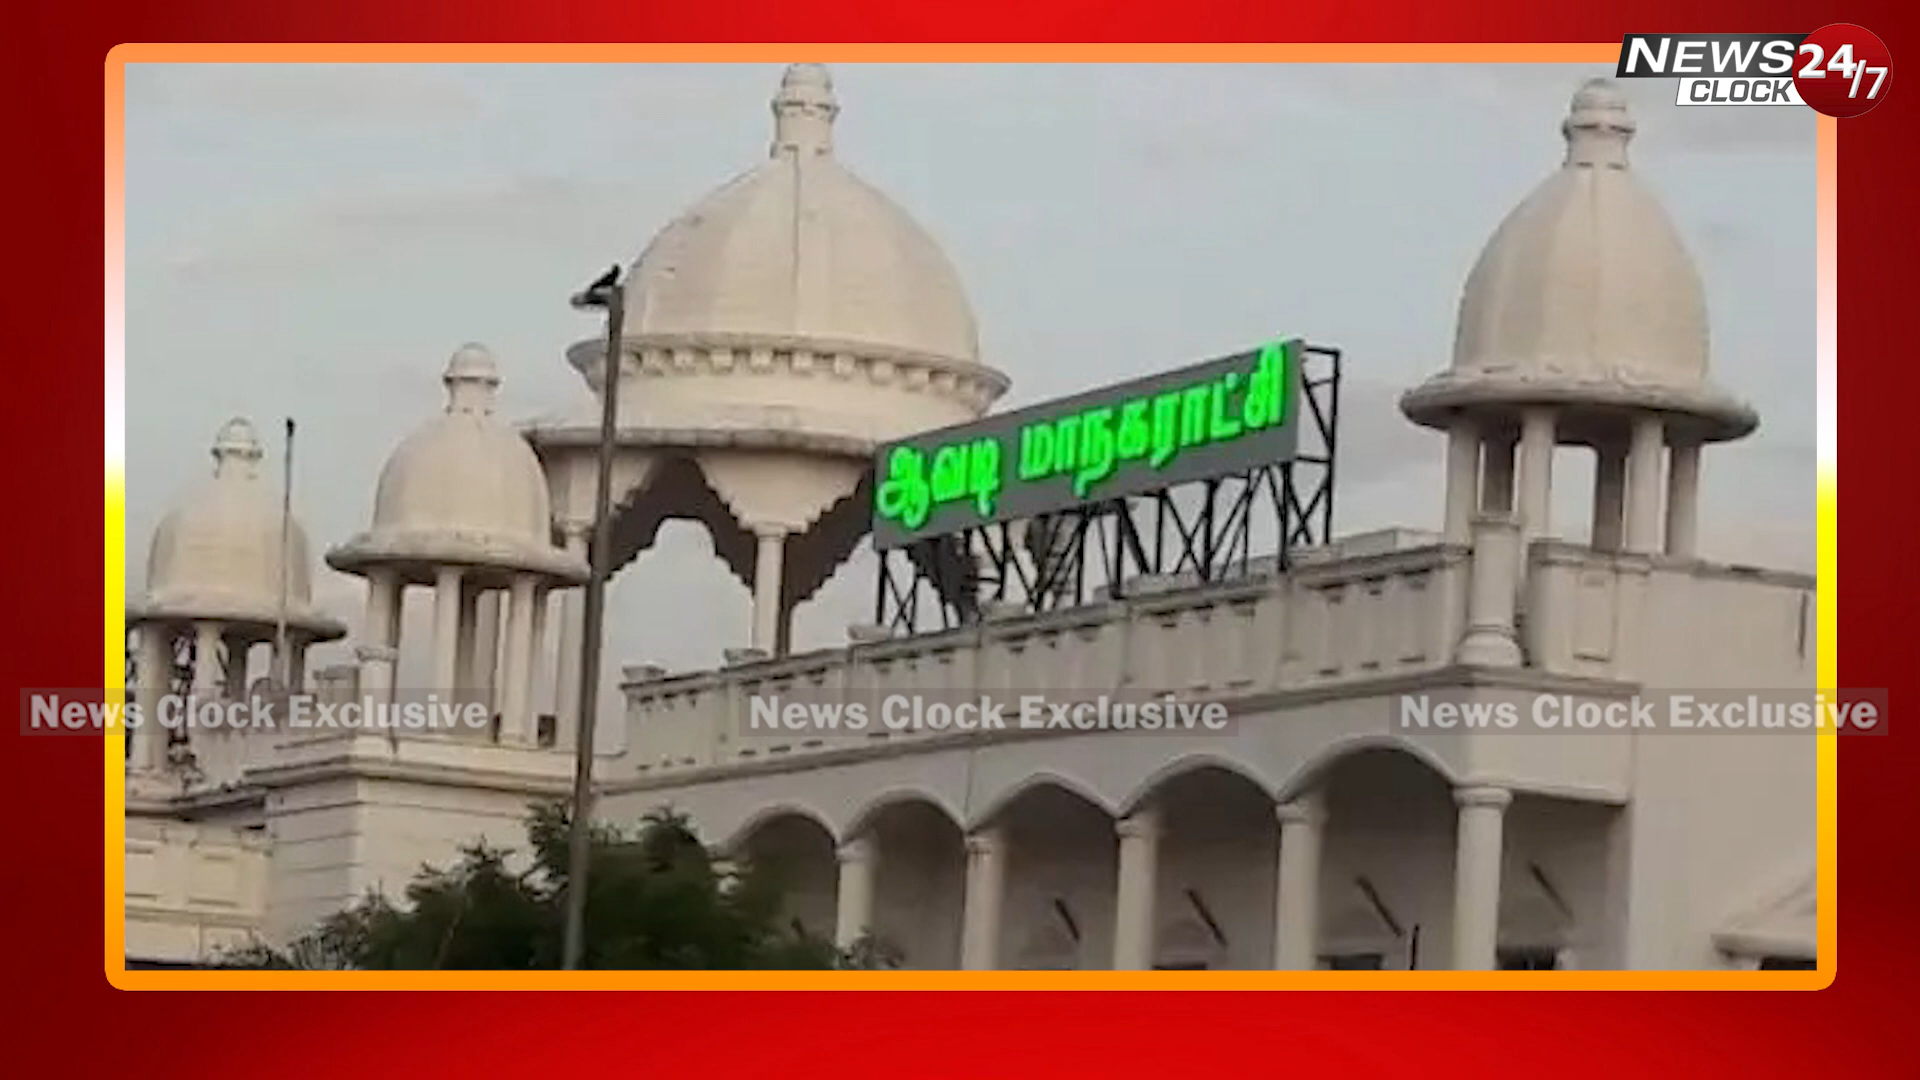 NEWS 24/7
CLOCK
ஆவடி மாநகராட்சி
News Clock Exclusive News Clock Exclusive News Clock Exclusive